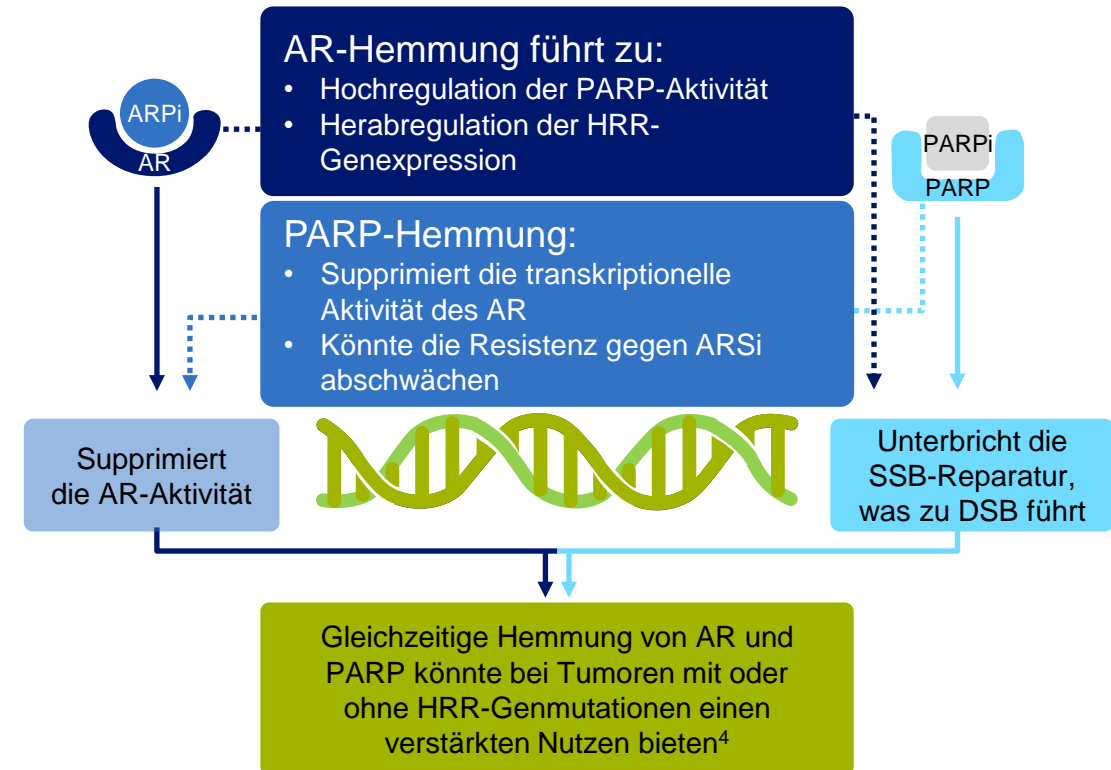 AR-Hemmung führt zu:
• Hochregulation der PARP-Aktivität
• Herabregulation der HRR-
Genexpression
ARPi
AR
PARPi
PARP
PARP-Hemmung:
• Supprimiert die transkriptionelle
Aktivität des AR
• Könnte die Resistenz gegen ARSi
abschwächen
Supprimiert
die AR-Aktivität
Unterbricht die
SSB-Reparatur,
was zu DSB führt
Gleichzeitige Hemmung von AR und
PARP könnte bei Tumoren mit oder
ohne HRR-Genmutationen einen
verstärkten Nutzen bieten⁴